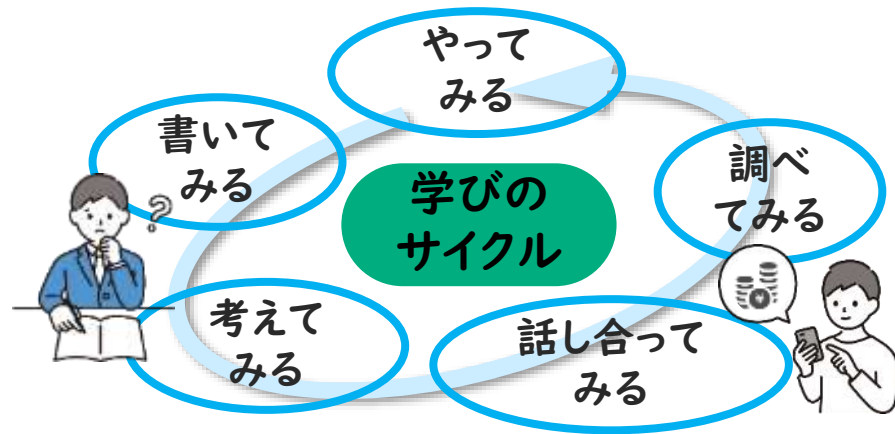 やって
みる
書いて
みる
学びの
サイクル
調べ
てみる
考えて
みる
話し合って
みる
?